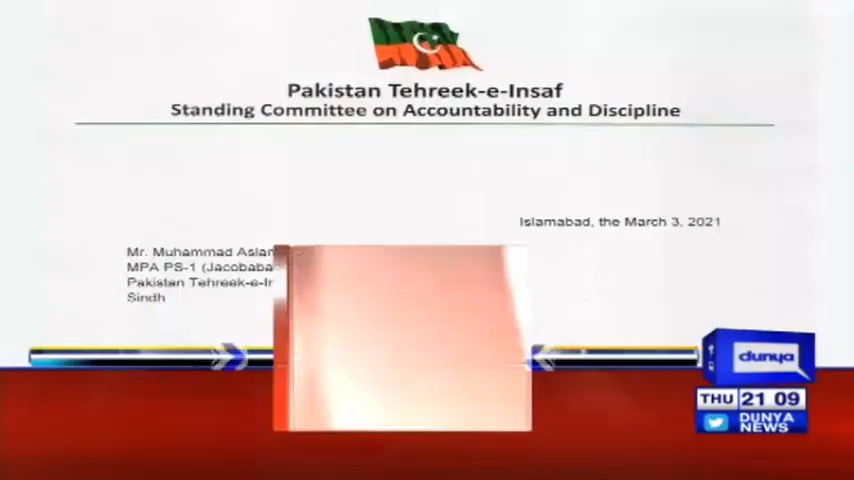 Pakistan Tehreek-e-Insaf
Standing Committee on Accountability and Discipline
Islamabad, the March 3, 2021
Mr. Muhammad Aslam
MPA PS-1 (Jacobaba
Pakistan Tehreek-e-Ir
Sindh
dunya
THU 21 09
DUNYA
NEWS